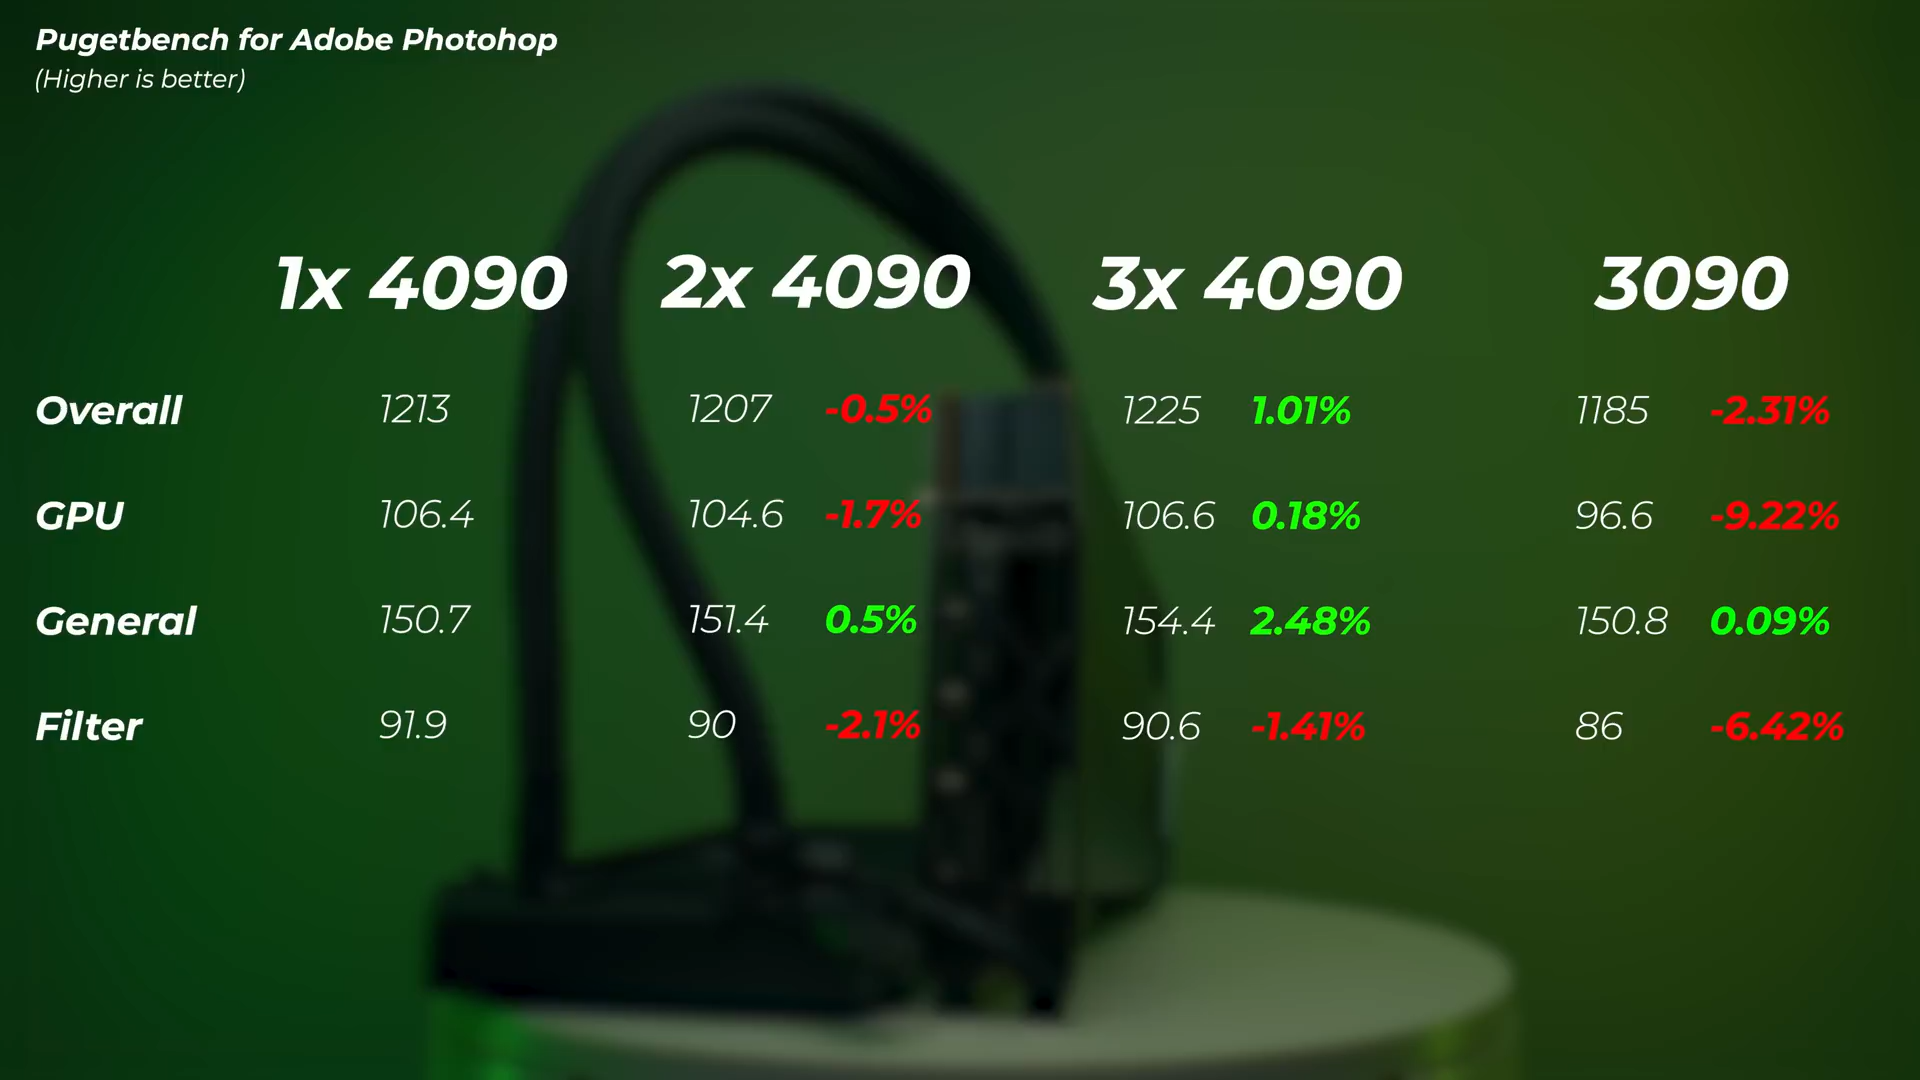 Pugetbench for Adobe Photohop
(Higher is better)
1x 4090 2x 4090 3x 4090 3090
Overall 1213 1207 -0.5% 1225 1.01% 1185 -2.31%
GPU 106.4 104.6 -1.7% 106.6 0.18% 96.6 -9.22%
General 150.7 151.4 0.5% 154.4 2.48% 150.8 0.09%
Filter 91.9 90 -2.1% 90.6 -1.41% 86 -6.42%